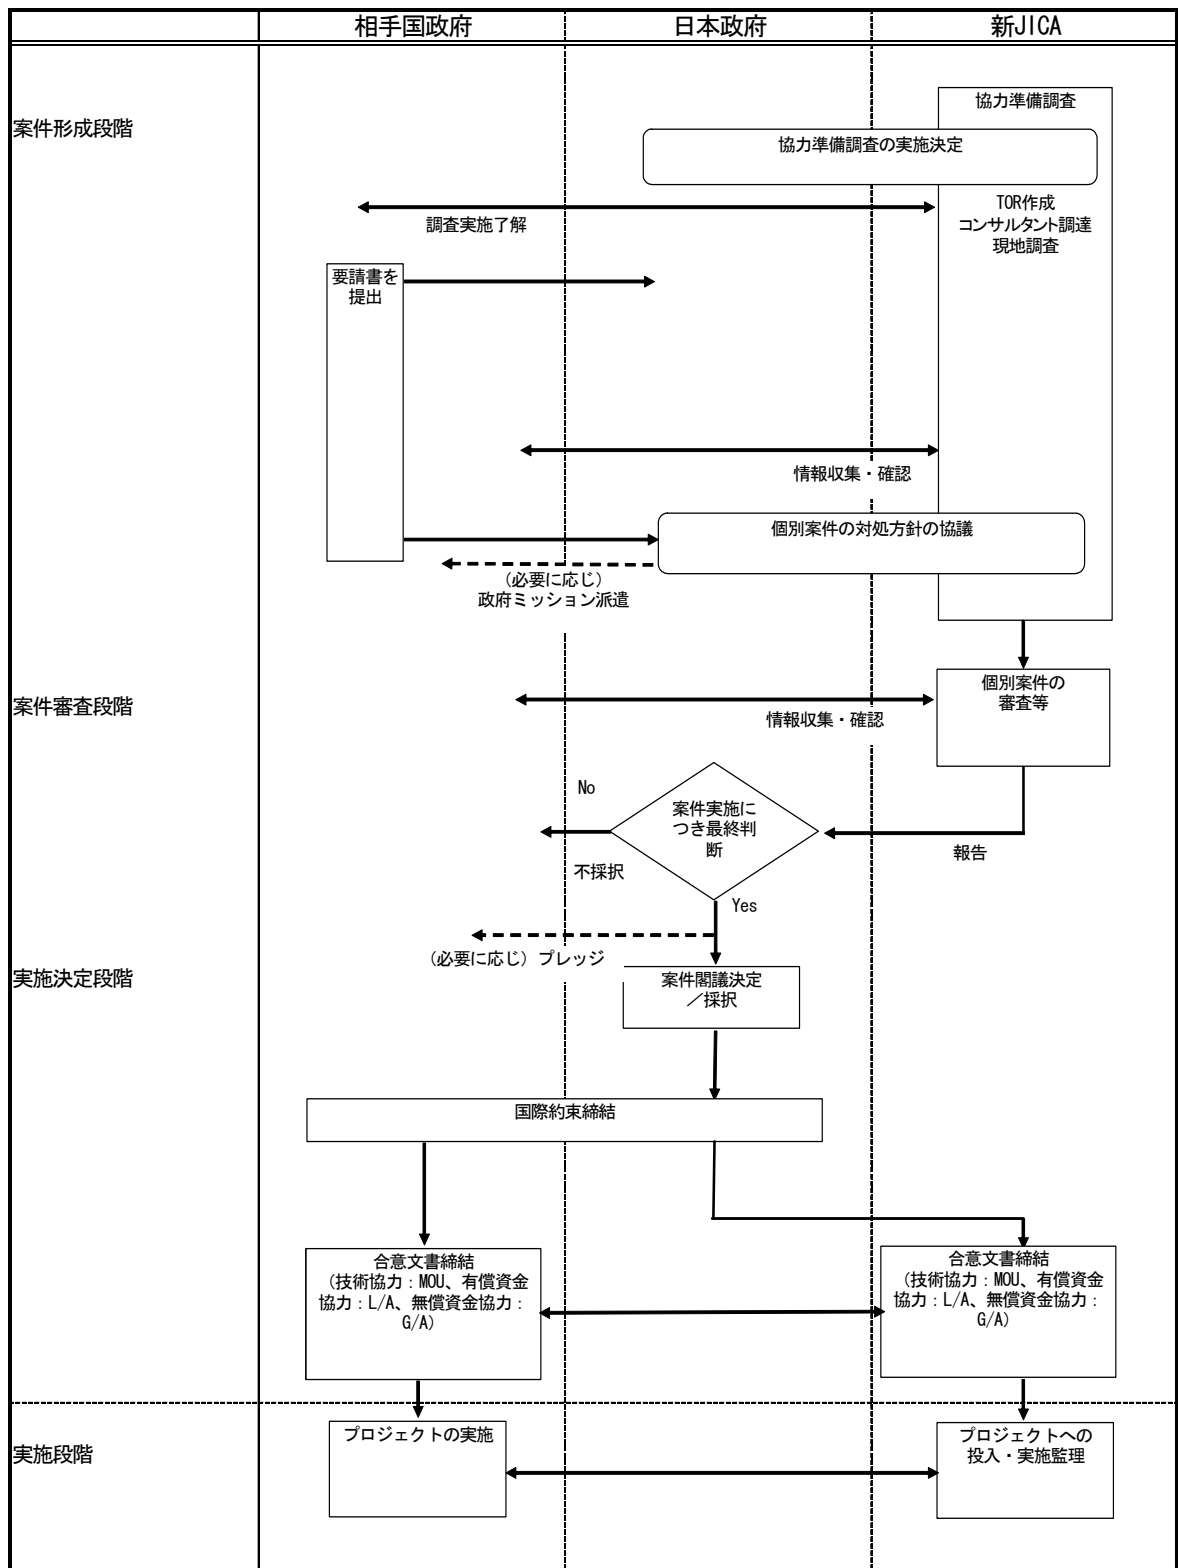 相手国政府
日本政府
新JICA
案件形成段階
協力準備調査
協力準備調査の実施決定
調査実施了解
TOR作成
コンサルタント調達
現地調査
要請書を
提出
情報収集・確認
個別案件の対処方針の協議
(必要に応じ)
政府ミッション派遣
案件審査段階
個別案件の
審査等
情報収集・確認
No
案件実施に
つき最終判
断
不採択
報告
Yes
(必要に応じ)プレッジ
実施決定段階
案件閣議決定
／採択
国際約束締結
合意文書締結
(技術協力:MOU、有償資金
協力:L/A、無償資金協力:
G/A)
合意文書締結
(技術協力:MOU、有償資金
協力:L/A、無償資金協力:
G/A)
実施段階
プロジェクトの実施
プロジェクトへの
投入・実施監理